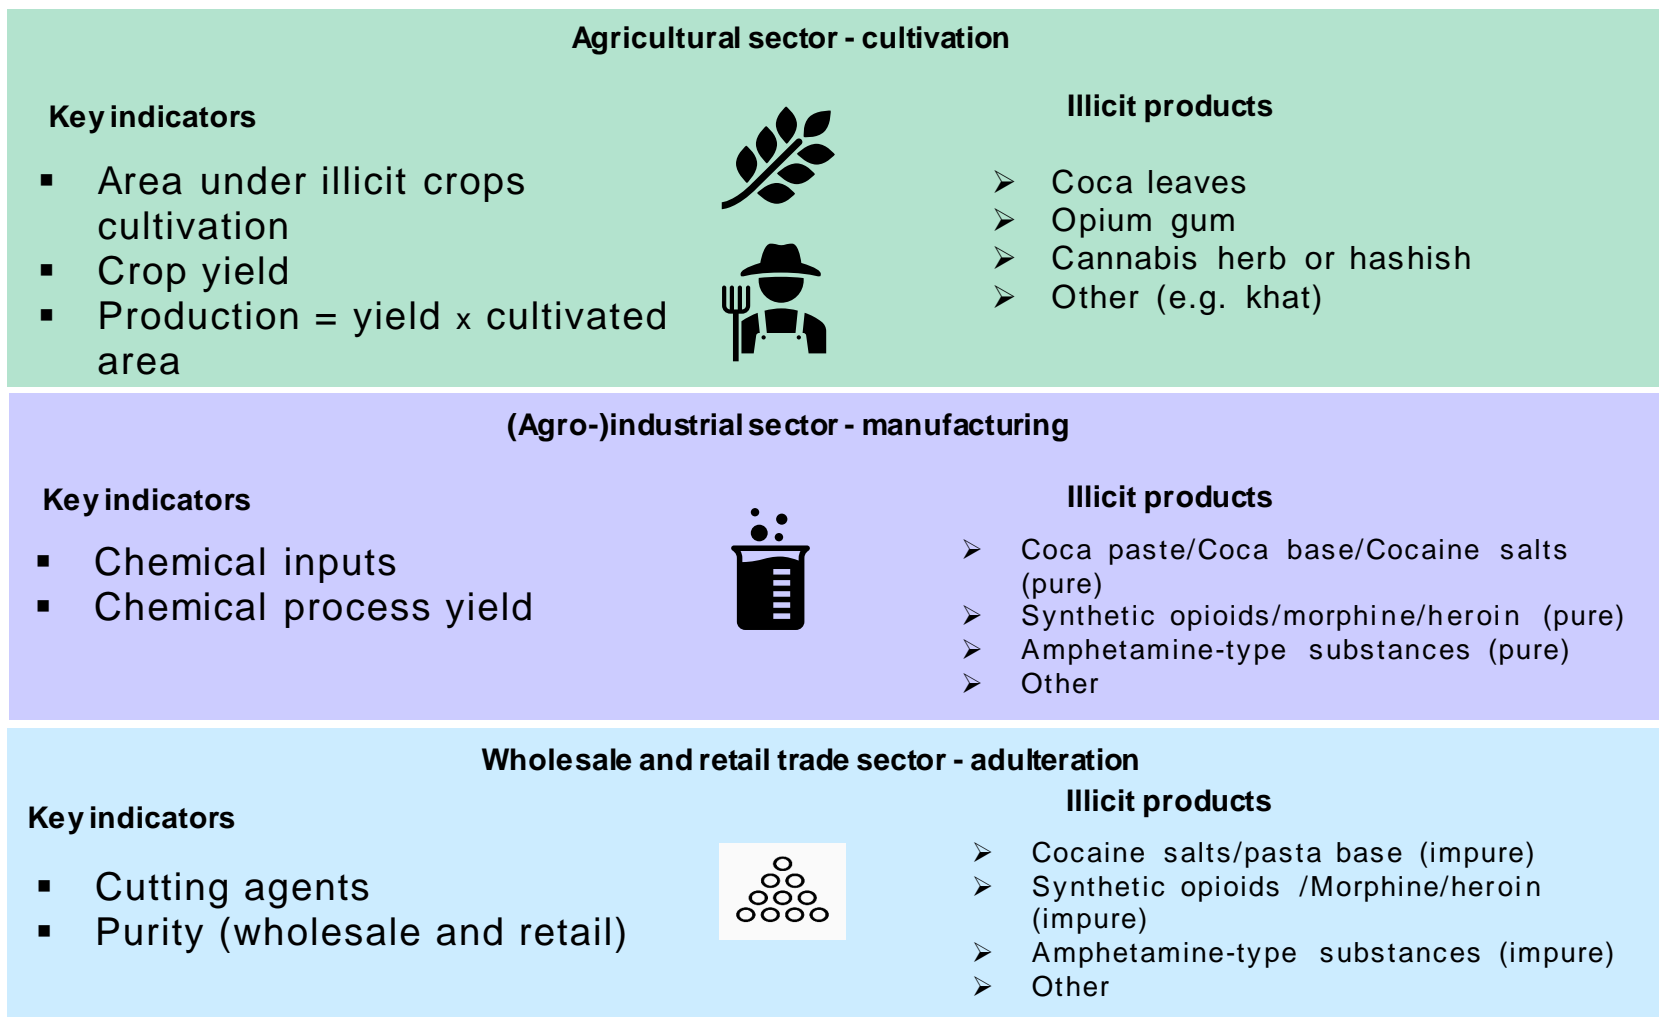 Agricultural sector - cultivation
Key indicators
▪ Area under illicit crops
cultivation
▪ Crop yield
▪ Production = yield x cultivated
area
Illicit products
➢ Coca leaves
➢ Opium gum
➢ Cannabis herb or hashish
➢ Other (e.g. khat)
(Agro-)industrial sector - manufacturing
Key indicators
▪ Chemical inputs
▪ Chemical process yield
Illicit products
➢ Coca paste/Coca base/Cocaine salts
(pure)
➢ Synthetic opioids/morphine/heroin (pure)
➢ Amphetamine-type substances (pure)
➢ Other
Wholesale and retail trade sector - adulteration
Key indicators
▪ Cutting agents
▪ Purity (wholesale and retail)
Illicit products
➢ Cocaine salts/pasta base (impure)
➢ Synthetic opioids /Morphine/heroin
(impure)
➢ Amphetamine-type substances (impure)
➢ Other